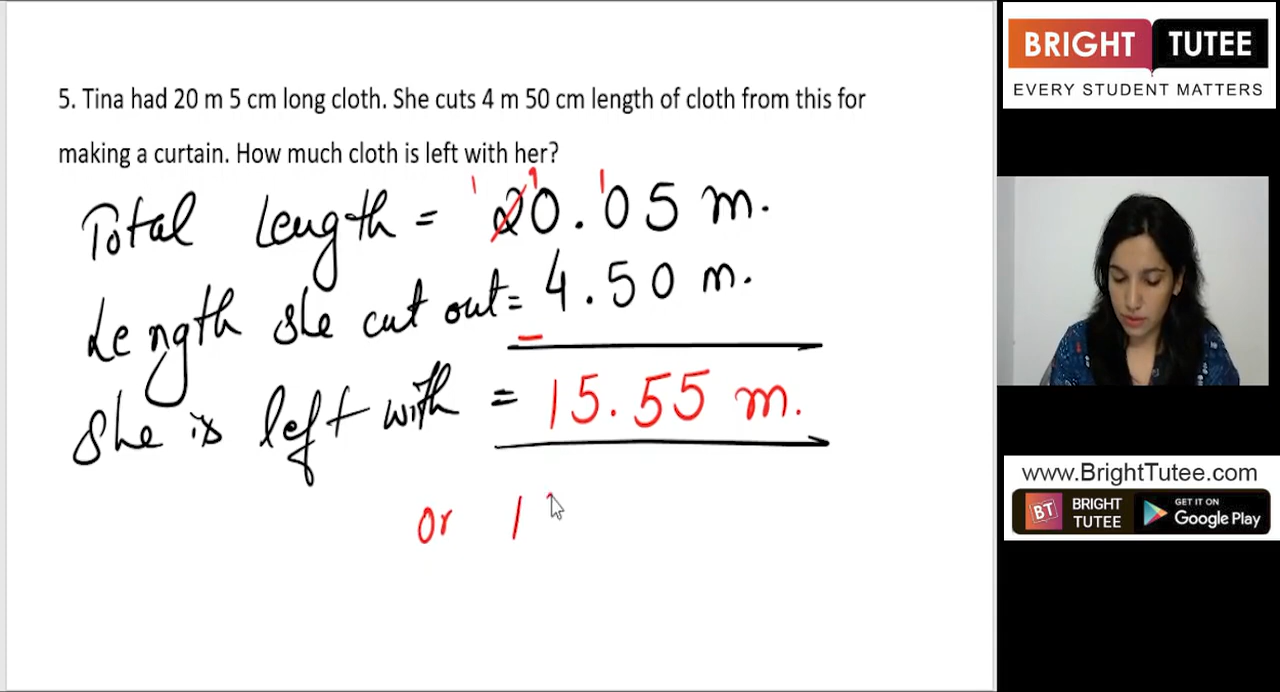 5. Tina had 20 m 5 cm long cloth. She cuts 4 m 50 cm length of cloth from this for
making a curtain. How much cloth is left with her?
1 9 1
Total Length = 20.05 m.
Length she cut out = 4.50 m.
-
She is left with = 15.55 m.
or 1
BRIGHT TUTEE
EVERY STUDENT MATTERS
www.BrightTutee.com
BT
BRIGHT
TUTEE
GET IT ON
Google Play